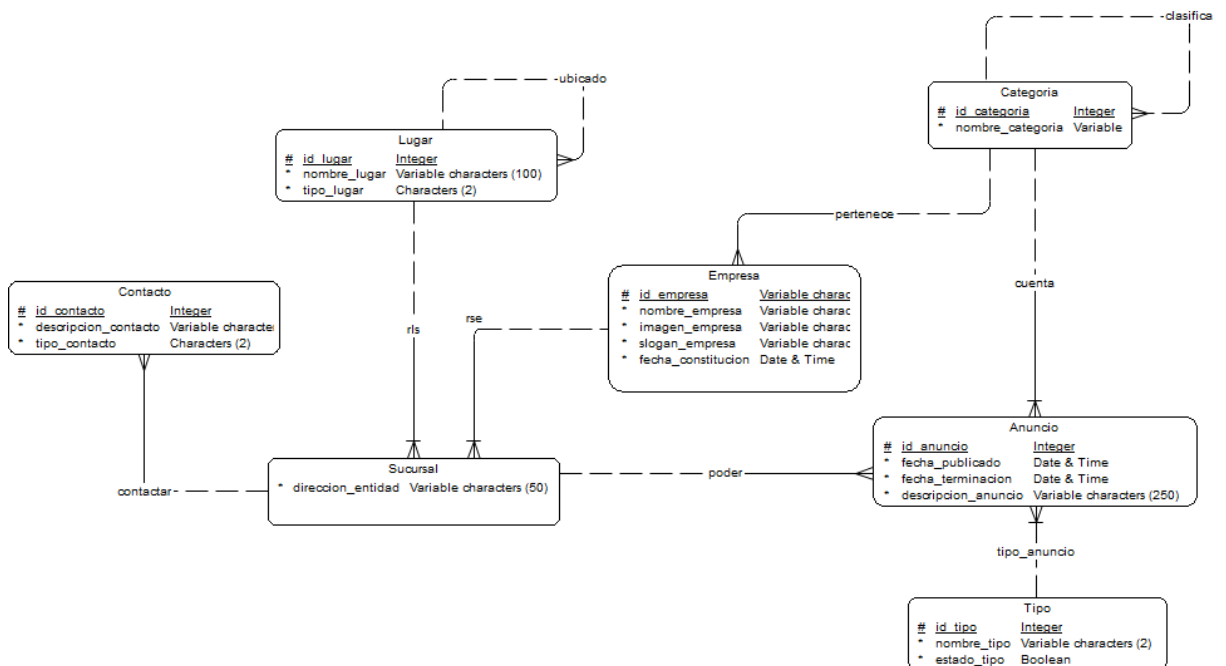 clasifica
ubicado
Categoria
# id_categoria Integer
* nombre_categoria Variable
Lugar
# id_lugar Integer
* nombre_lugar Variable characters (100)
* tipo_lugar Characters (2)
pertenece
Empresa
# id_empresa Variable charac
* nombre_empresa Variable charac
* imagen_empresa Variable charac
* slogan_empresa Variable charac
* fecha_constitucion Date & Time
Contacto
# id_contacto Integer
* descripcion_contacto Variable character
* tipo_contacto Characters (2)
cuenta
rse
rls
Anuncio
# id_anuncio Integer
* fecha_publicado Date & Time
* fecha_terminacion Date & Time
* descripcion_anuncio Variable characters (250)
Sucursal
* direccion_entidad Variable characters (50)
poder
contactar
tipo_anuncio
Tipo
# id_tipo Integer
* nombre_tipo Variable characters (2)
* estado_tipo Boolean